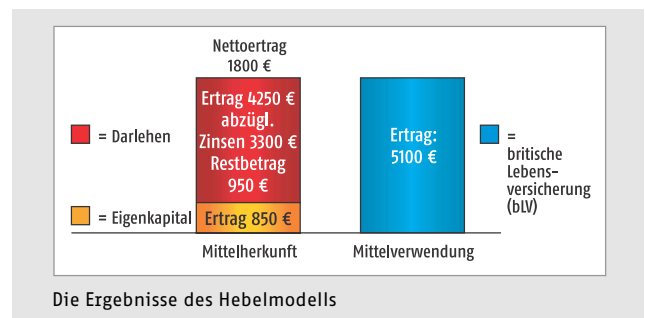 Nettoertrag
1800 €
Ertrag 4250 €
abzügl.
Zinsen 3300 €
Restbetrag
950 €
= Darlehen
Ertrag:
5100 €
=
britische
Lebens-
versicherung
(bLV)
= Eigenkapital
Ertrag 850 €
Mittelherkunft
Mittelverwendung
Die Ergebnisse des Hebelmodells